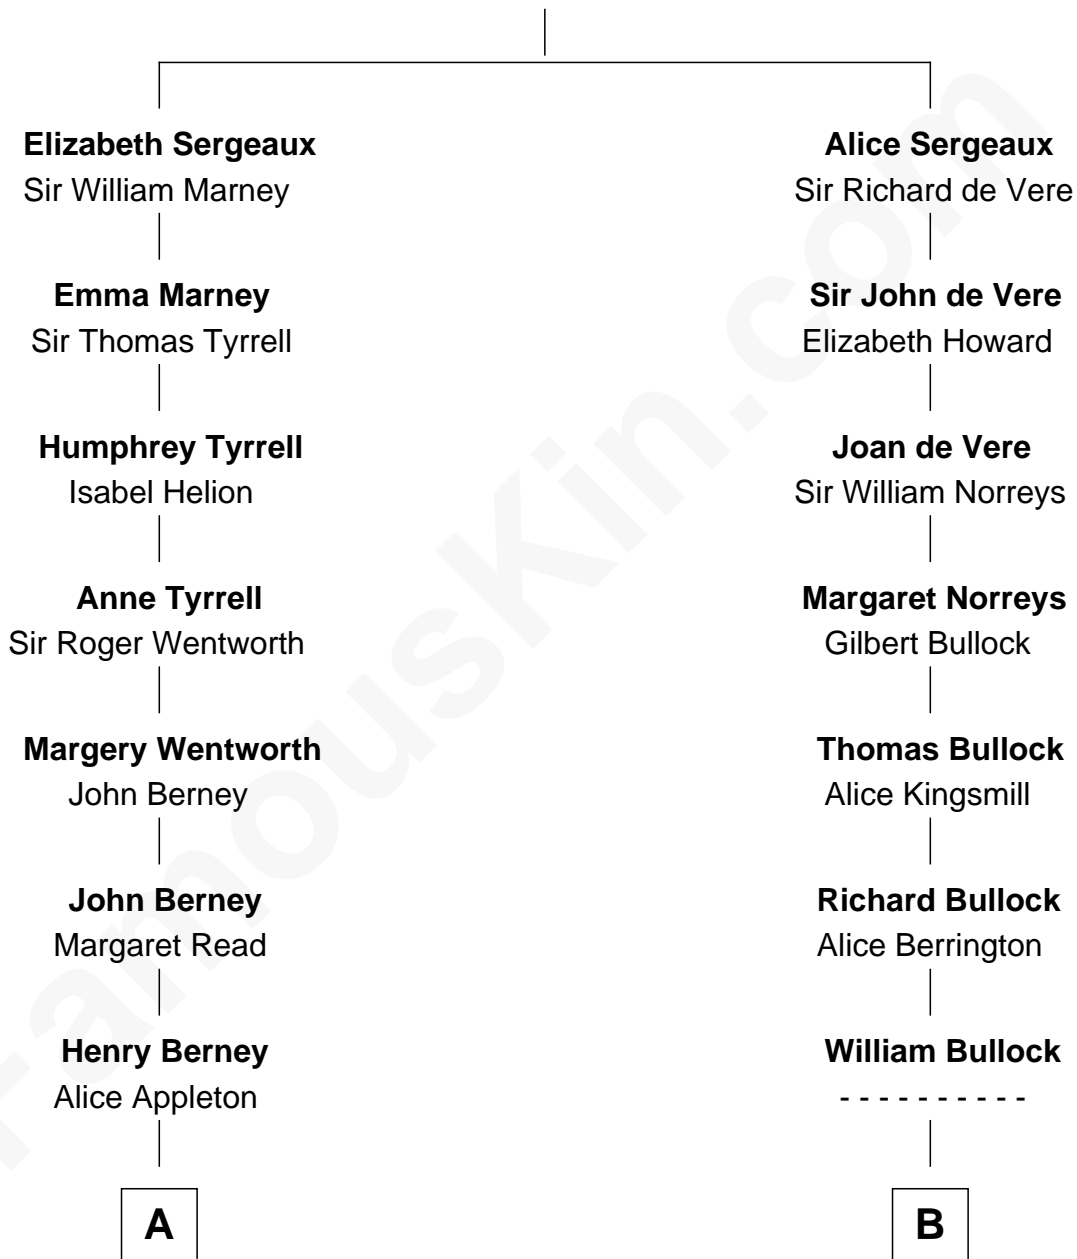 Elizabeth Sergeaux
Sir William Marney
Alice Sergeaux
Sir Richard de Vere
Emma Marney
Sir Thomas Tyrrell
Sir John de Vere
Elizabeth Howard
Humphrey Tyrrell
Isabel Helion
Joan de Vere
Sir William Norreys
Anne Tyrrell
Sir Roger Wentworth
Margaret Norreys
Gilbert Bullock
Margery Wentworth
John Berney
Thomas Bullock
Alice Kingsmill
John Berney
Margaret Read
Richard Bullock
Alice Berrington
Henry Berney
Alice Appleton
William Bullock
- - - - - - - - - -
A
B
FamousKin.com